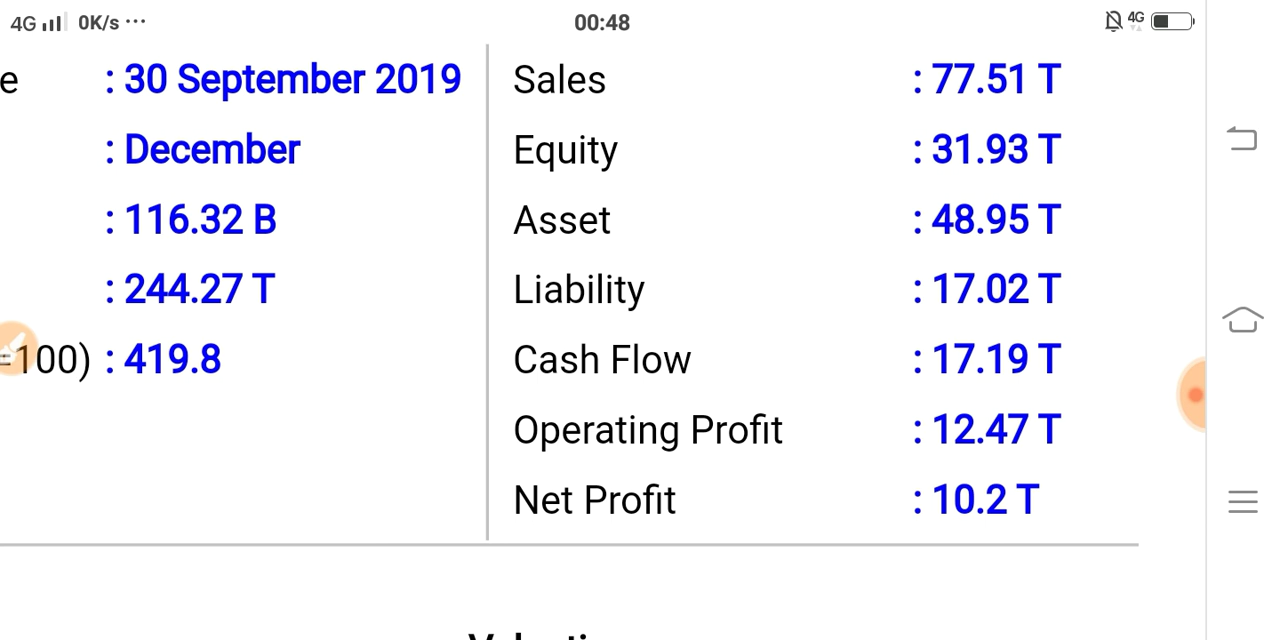 4G 0K/s ··· 00:48 4G
e : 30 September 2019 Sales : 77.51 T
: December Equity : 31.93 T
: 116.32 B Asset : 48.95 T
: 244.27 T Liability : 17.02 T
=100) : 419.8 Cash Flow : 17.19 T
Operating Profit : 12.47 T
Net Profit : 10.2 T